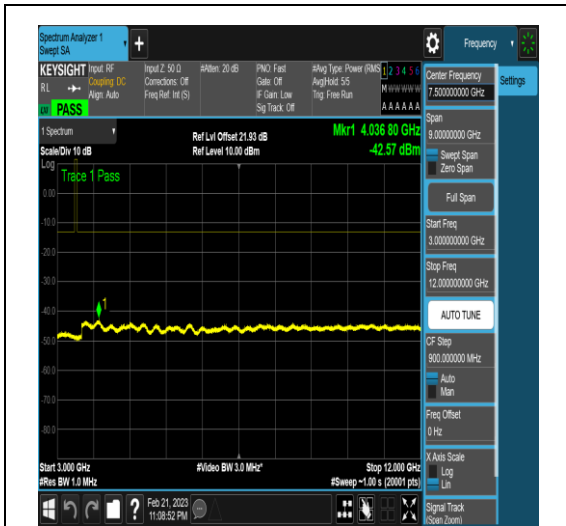 Spectrum Analyzer 1
Swept SA
+
Frequency
KEYSIGHT
RL
Input: RF
Coupling: DC
Align: Auto
Input Z: 50 Ω
Corrections: Off
Freq Ref: Int (S)
#Atten: 20 dB
PNO: Fast
Gate: Off
IF Gain: Low
Sig Track: Off
#Avg Type: Power (RMS
Avg|Hold: 5/5
Trig: Free Run
1 2 3 4 5 6
M W W W W W
A A A A A A
PASS
Settings
Center Frequency
7.500000000 GHz
Span
9.00000000 GHz
Swept Span
Zero Span
Full Span
Start Freq
3.000000000 GHz
Stop Freq
12.000000000 GHz
AUTO TUNE
CF Step
900.000000 MHz
Auto
Man
Freq Offset
0 Hz
X Axis Scale
Log
Lin
Signal Track
(Span Zoom)
1 Spectrum
Scale/Div 10 dB
Ref Lvl Offset 21.93 dB
Ref Level 10.00 dBm
Mkr1 4.036 80 GHz
-42.57 dBm
Log
Trace 1 Pass
0.00
-10.0
-20.0
-30.0
-40.0
-50.0
-60.0
-70.0
-80.0
1
Start 3.000 GHz
#Res BW 1.0 MHz
#Video BW 3.0 MHz*
Stop 12.000 GHz
#Sweep ~1.00 s (20001 pts)
?
Feb 21, 2023
11:08:52 PM